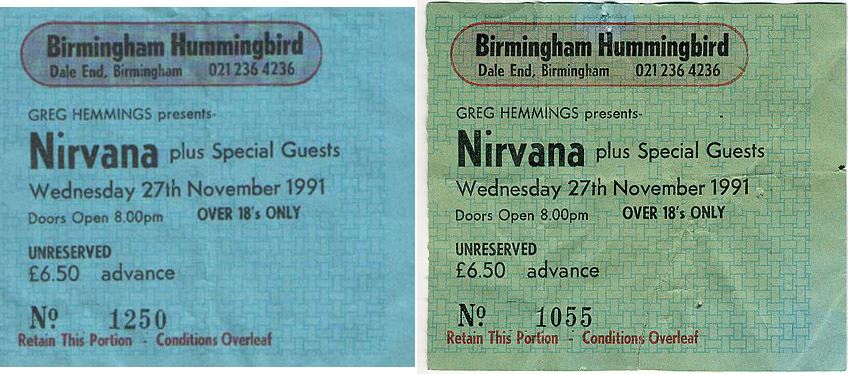 Birmingham Hummingbird
Dale End, Birmingham 021 236 4236
GREG HEMMINGS presents-
Nirvana plus Special Guests
Wednesday 27th November 1991
Doors Open 8.00pm OVER 18's ONLY
UNRESERVED
£6.50 advance
Nº 1250
Retain This Portion - Conditions Overleaf
Birmingham Hummingbird
Dale End, Birmingham 021 236 4236
GREG HEMMINGS presents-
Nirvana plus Special Guests
Wednesday 27th November 1991
Doors Open 8.00pm OVER 18's ONLY
UNRESERVED
£6.50 advance
Nº 1055
Retain This Portion - Conditions Overleaf